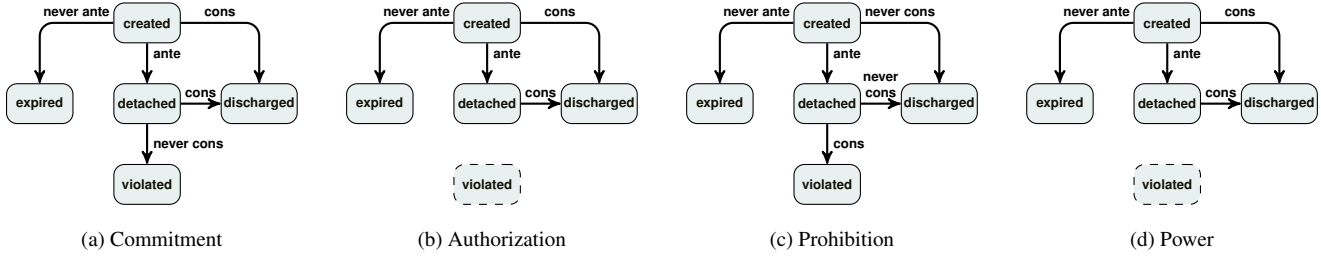 never ante
created
cons
ante
expired
detached
cons
discharged
never cons
violated
(a) Commitment
never ante
created
cons
ante
expired
detached
cons
discharged
violated
(b) Authorization
never ante
created
never cons
ante
expired
detached
never
cons
discharged
cons
violated
(c) Prohibition
never ante
created
cons
ante
expired
detached
cons
discharged
violated
(d) Power